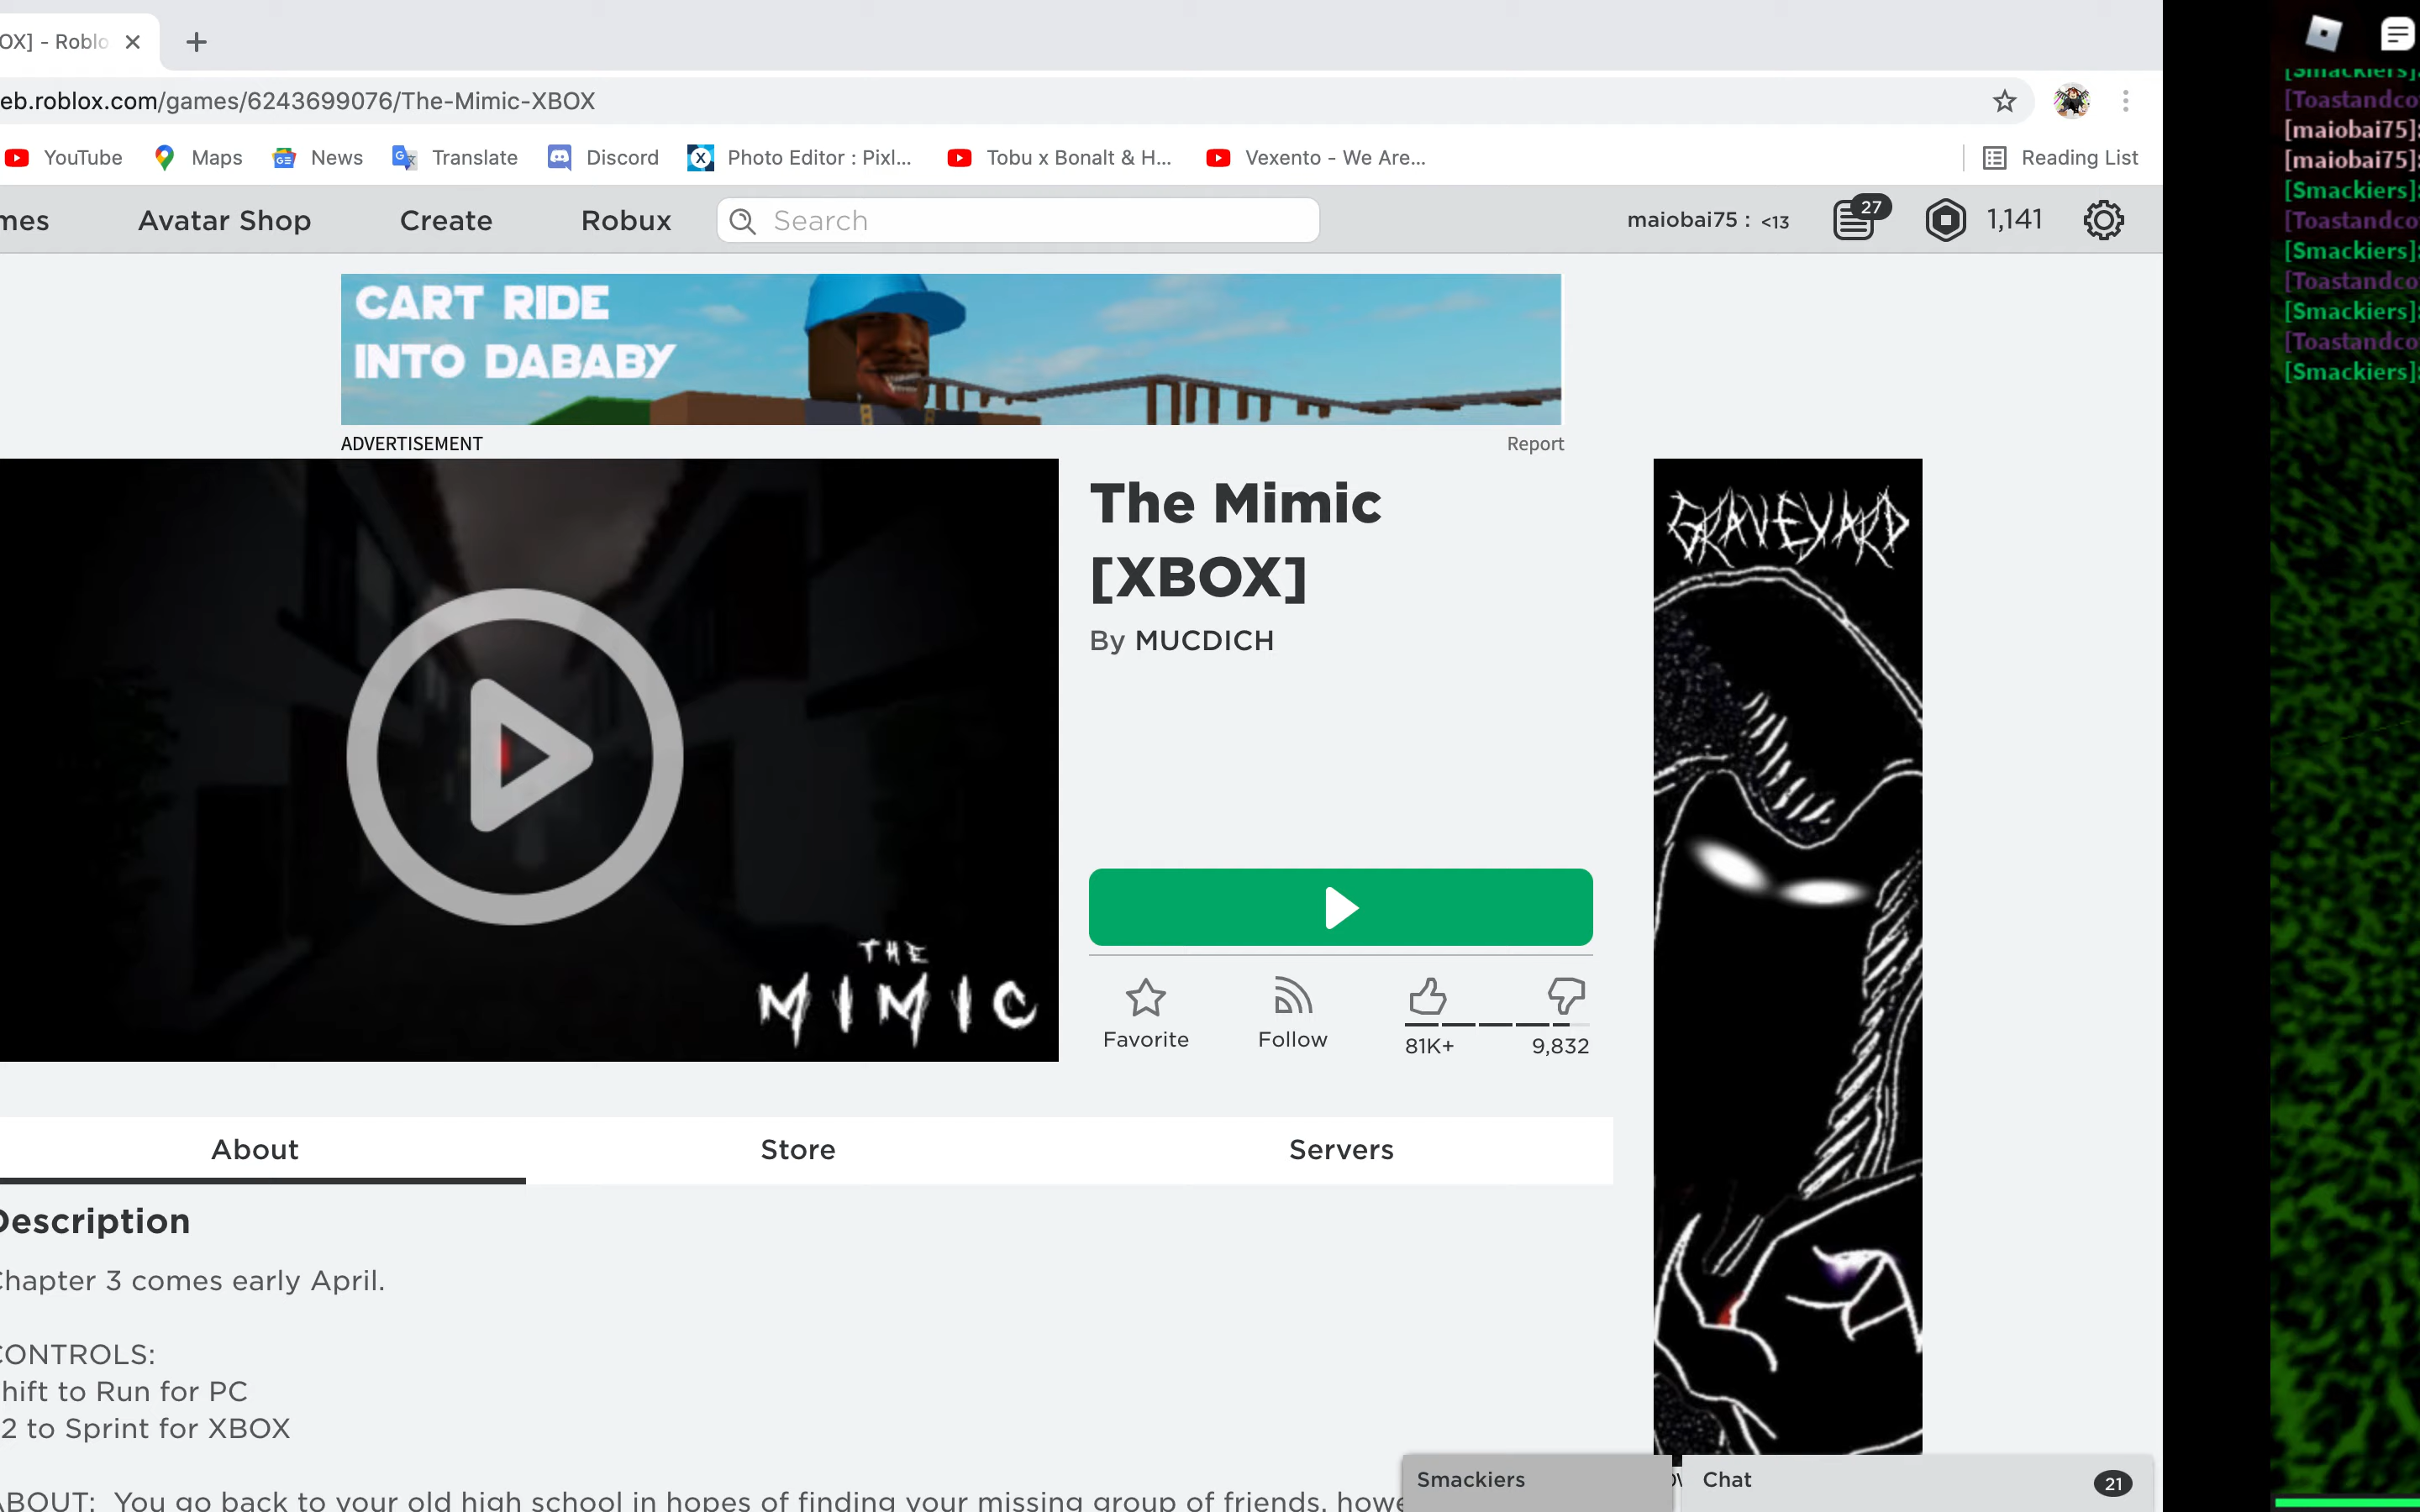 OX] - Roblo
eb.roblox.com/games/6243699076/The-Mimic-XBOX
YouTube Maps News Translate Discord Photo Editor : Pixl... Tobu x Bonalt & H... Vexento - We Are... Reading List
mes Avatar Shop Create Robux Search maiobai75 : <13 27 1,141
CART RIDE
INTO DABABY
ADVERTISEMENT Report
The Mimic
[XBOX]
By MUCDICH
GRAVEYARD
THE
MIMIC
Favorite Follow 81K+ 9,832
About Store Servers
Description
Chapter 3 comes early April.
CONTROLS:
hift to Run for PC
2 to Sprint for XBOX
ABOUT: You go back to your old high school in hopes of finding your missing group of friends, howe
Smackiers Chat 21
[Smackiers]:
[Toastandco
[maiobai75]:
[maiobai75]:
[Smackiers]:
[Toastandco
[Smackiers]:
[Toastandco
[Smackiers]:
[Toastandco
[Smackiers]: